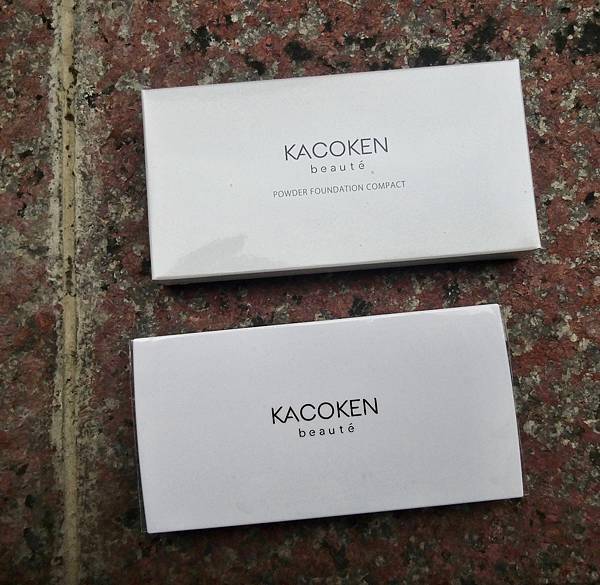 KACOKEN
beauté
POWDER FOUNDATION COMPACT
KACOKEN
beauté